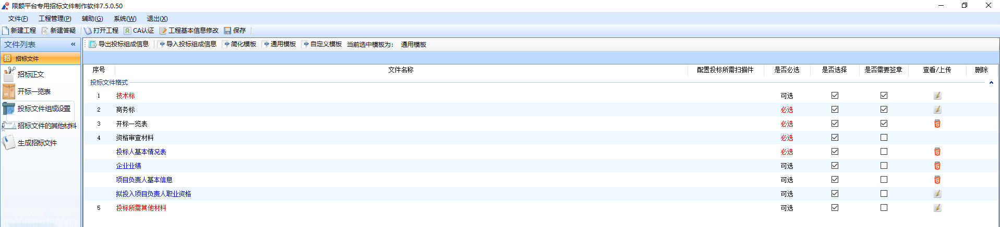 限额平台专用招标文件制作软件7.5.0.50
文件(F) 工程管理(P) 辅助(G) 系统(W) 退出(X)
新建工程 新建答疑 打开工程 CA认证 工程基本信息修改 保存
文件列表 «
导出投标组成信息 导入投标组成信息 简化模板 通用模板 自定义模板 当前选中模板为: 通用模板
招 招标文件
招标正文
开标一览表
投标文件组成设置
招标文件的其他材料
生成招标文件
序号 文件名称 配置投标所需扫描件 是否必选 是否选择 是否需要签章 查看/上传 删除
投标文件格式
1 技术标 可选
2 商务标 必选
3 开标一览表 必选
4 资格审查材料 必选
投标人基本情况表 必选
企业业绩 可选
项目负责人基本信息 可选
拟投入项目负责人职业资格 可选
5 投标所需其他材料 可选